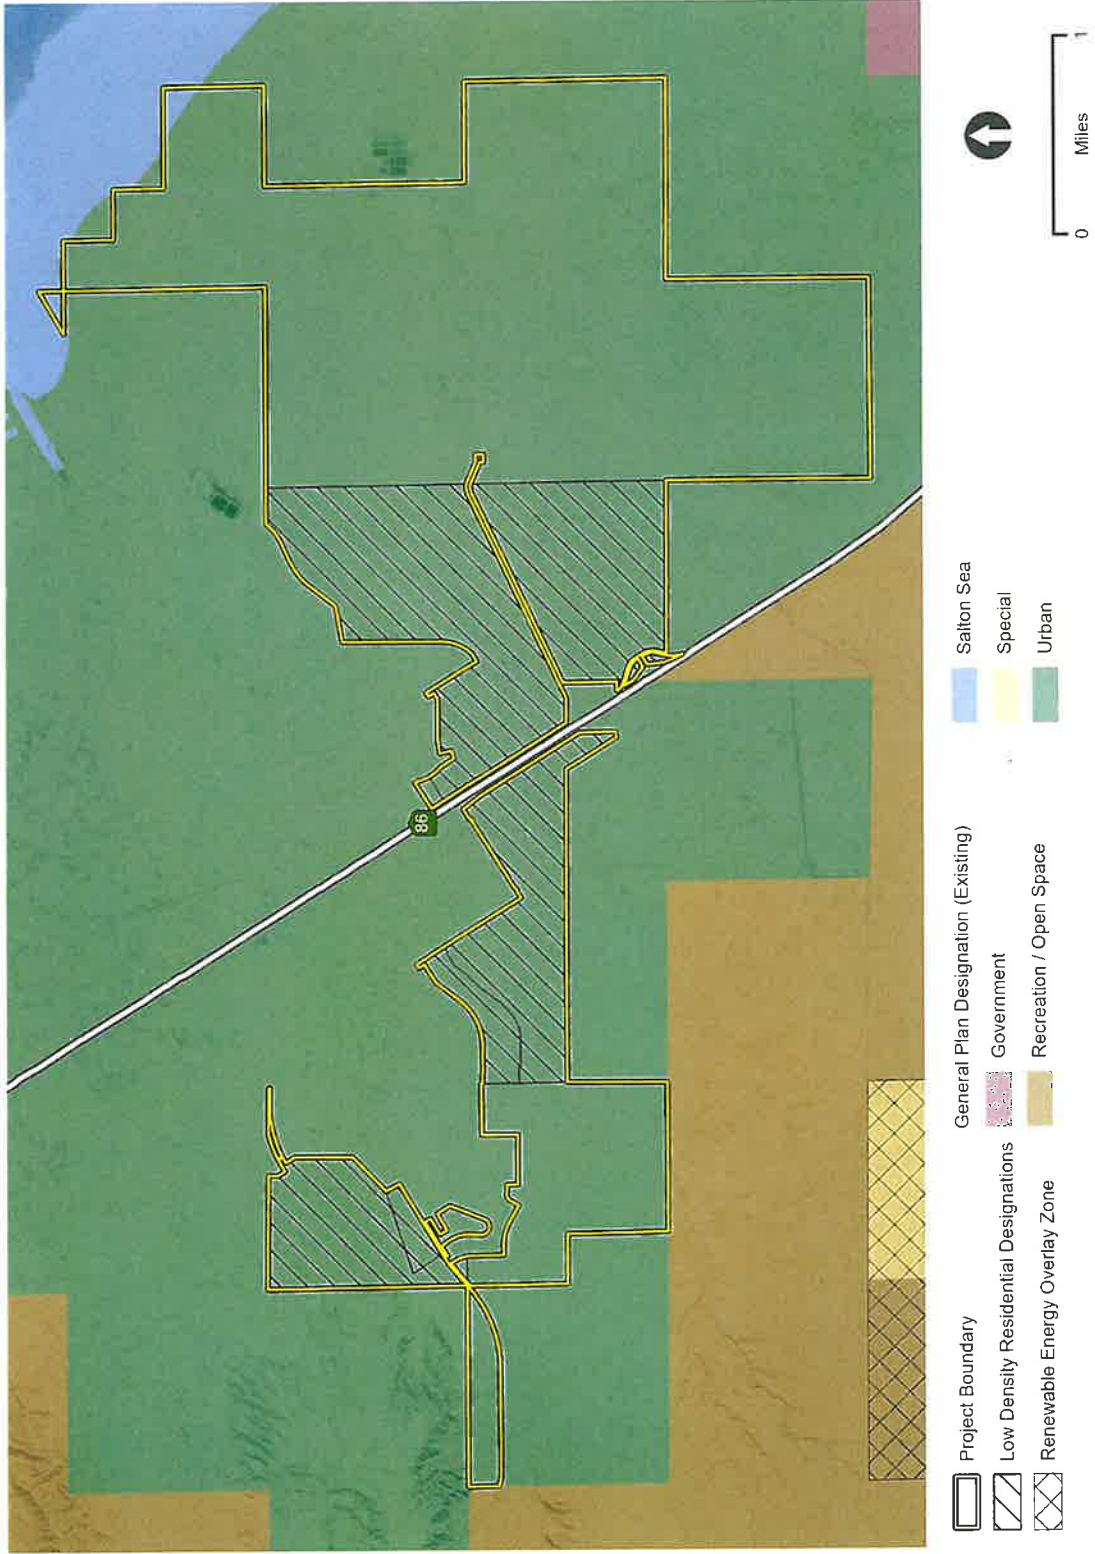 86
Project Boundary
Low Density Residential Designations
Renewable Energy Overlay Zone
General Plan Designation (Existing)
Government
Recreation / Open Space
Salton Sea
Special
Urban
0
1
Miles